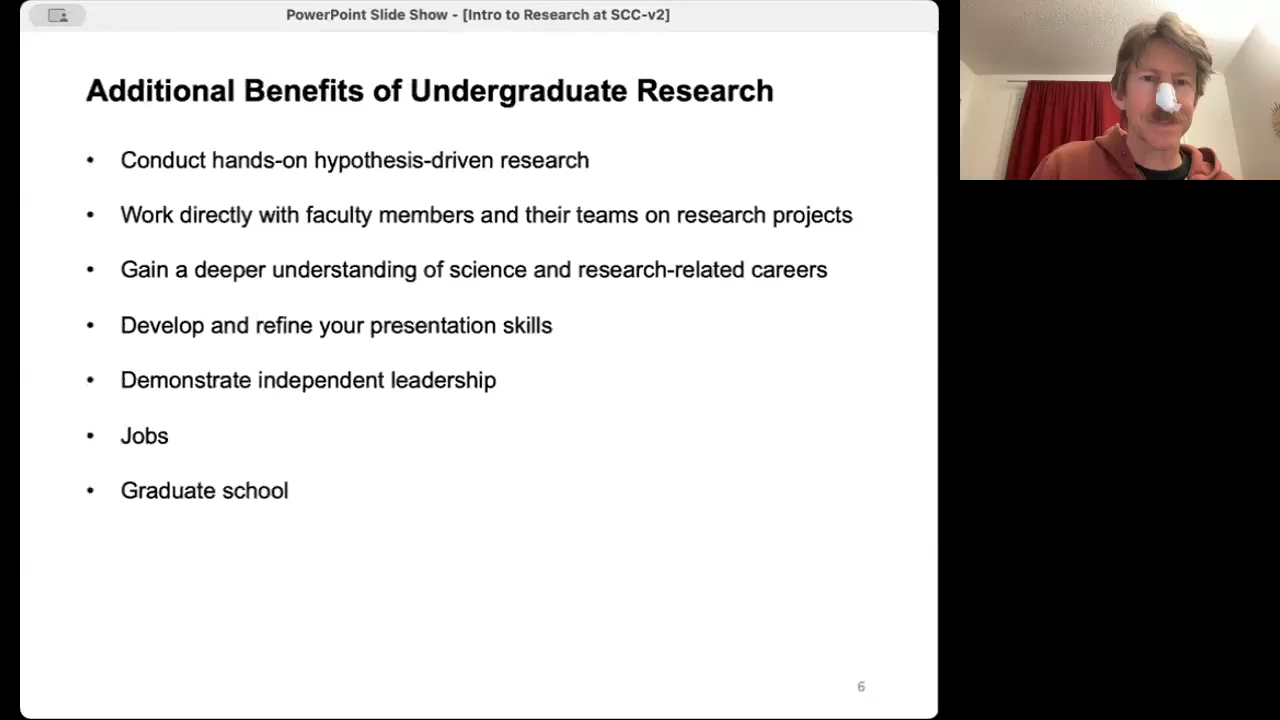 PowerPoint Slide Show - [Intro to Research at SCC-v2]
Additional Benefits of Undergraduate Research
• Conduct hands-on hypothesis-driven research
• Work directly with faculty members and their teams on research projects
• Gain a deeper understanding of science and research-related careers
• Develop and refine your presentation skills
• Demonstrate independent leadership
• Jobs
• Graduate school
6